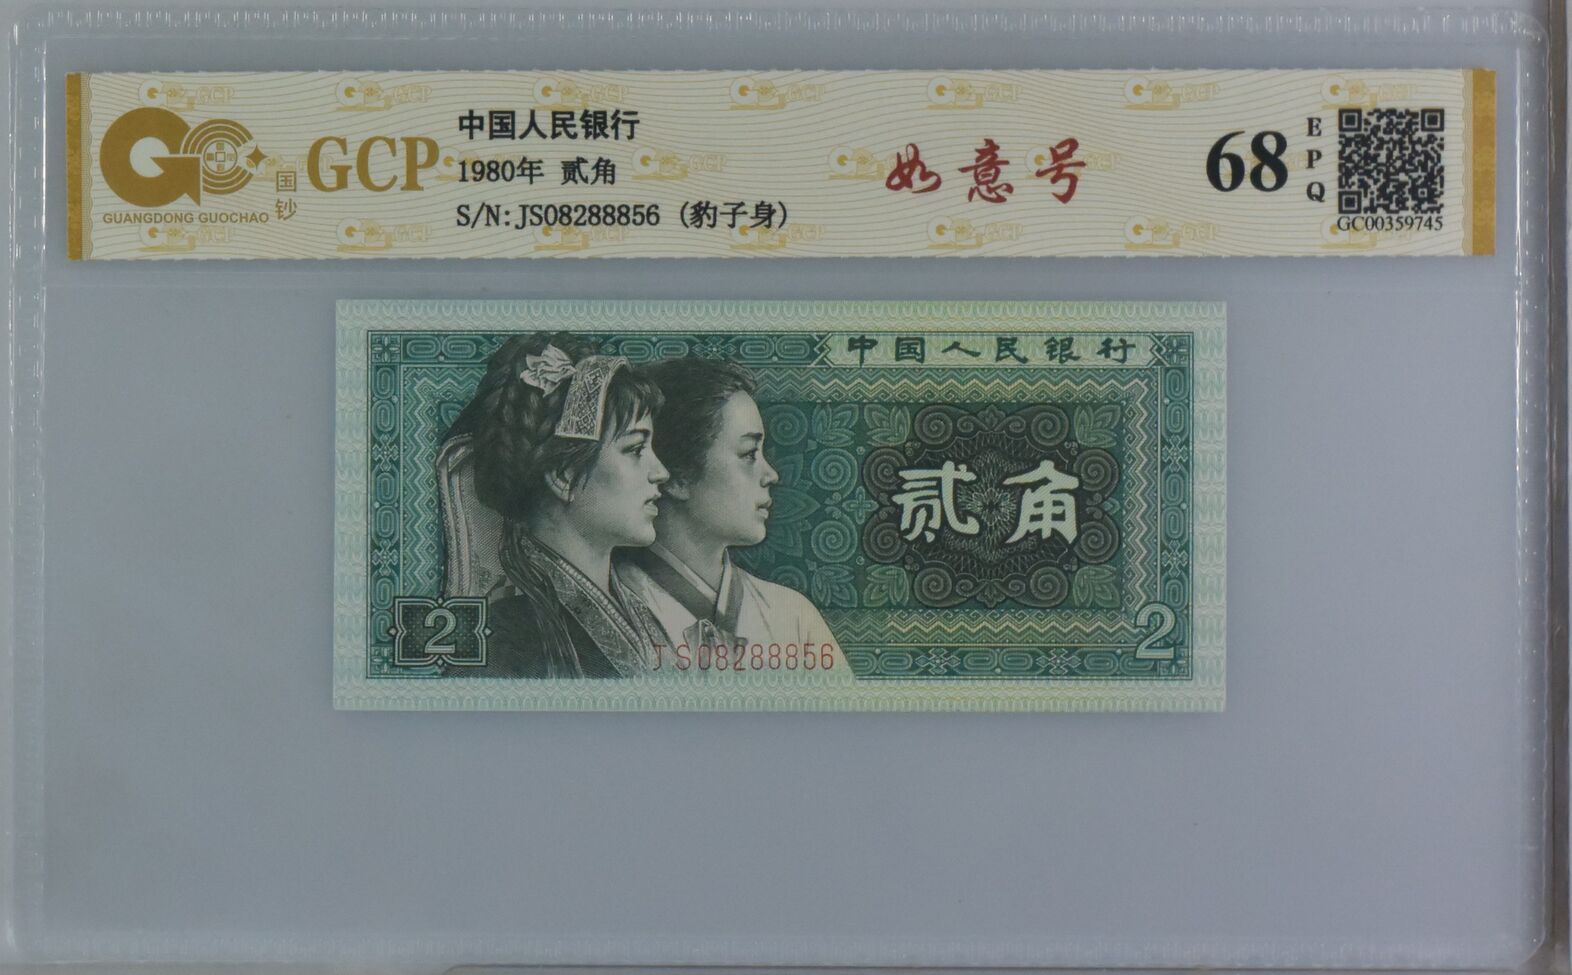 GCP
国钞
GUANGDONG GUOCHAO
中国人民银行
1980年 贰角
S/N:JS08288856 (豹子身)
如意号
68
EPQ
GC00359745
中国人民银行
贰角
2
2
JS08288856